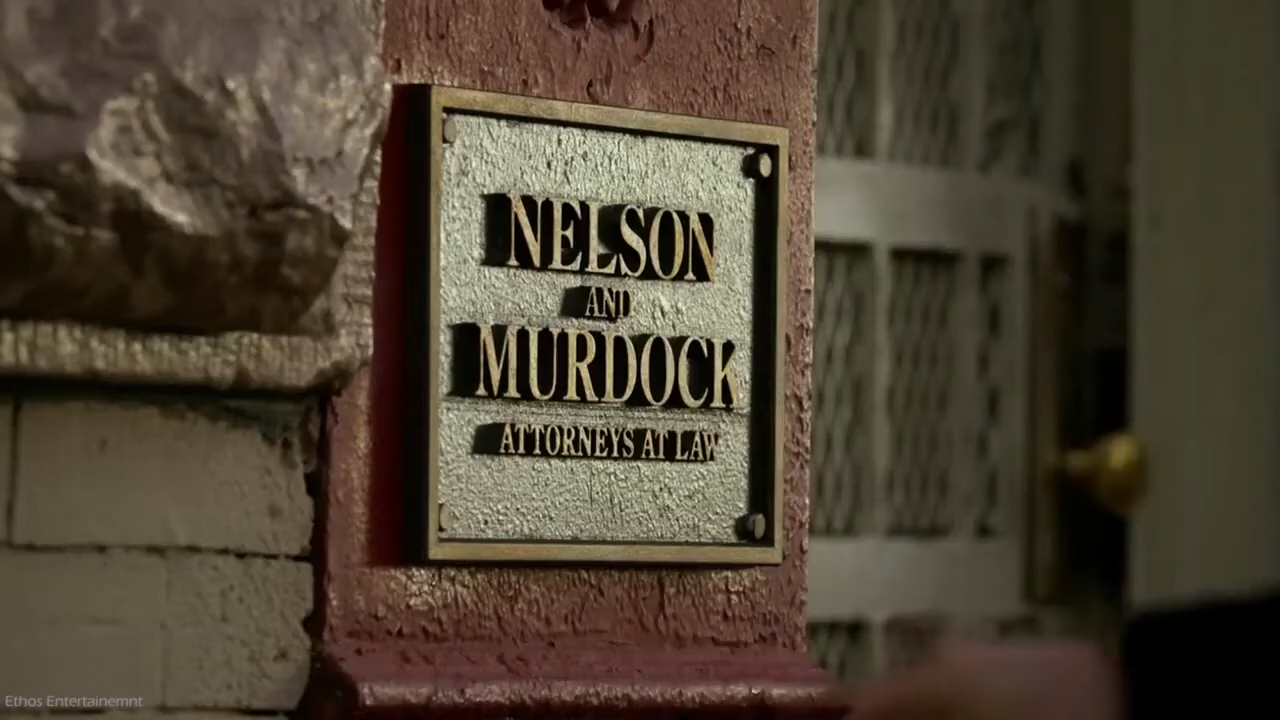 NELSON
AND
MURDOCK
ATTORNEYS AT LAW
Ethos Entertainemnt